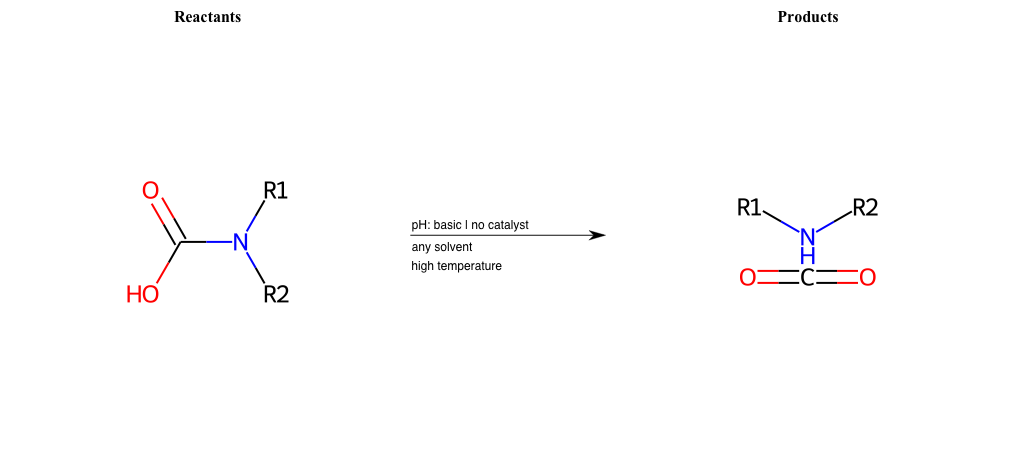 Reactants
Products
O
R1
N
HO
R2
pH: basic | no catalyst
any solvent
high temperature
R1
R2
N
H
O C O